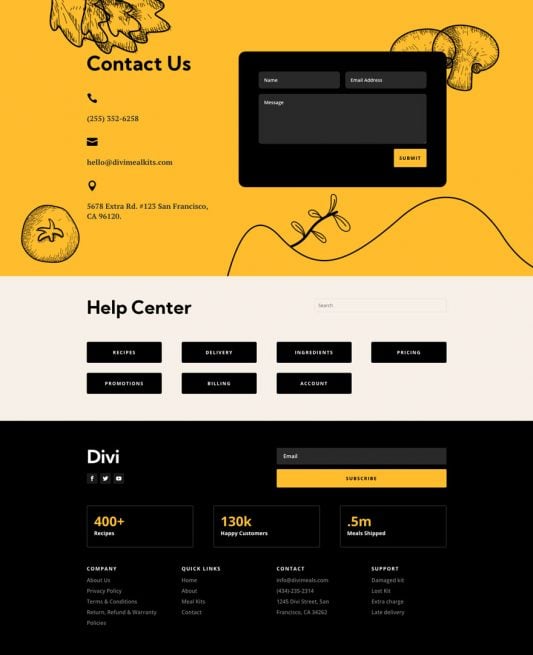 Contact Us
(255) 352-6258
hello@divimealkits.com
5678 Extra Rd. #123 San Francisco,
CA 96120.
Name
Email Address
Message
SUBMIT
Help Center
Search
RECIPES
DELIVERY
INGREDIENTS
PRICING
PROMOTIONS
BILLING
ACCOUNT
Divi
Email
SUBSCRIBE
400+
Recipes
130k
Happy Customers
.5m
Meals Shipped
COMPANY
About Us
Privacy Policy
Terms & Conditions
Return, Refund & Warranty
Policies
QUICK LINKS
Home
About
Meal Kits
Contact
CONTACT
info@divimeals.com
(434)-235-2314
1245 Divi Street, San
Francisco, CA 34262
SUPPORT
Damaged kit
Lost Kit
Extra charge
Late delivery